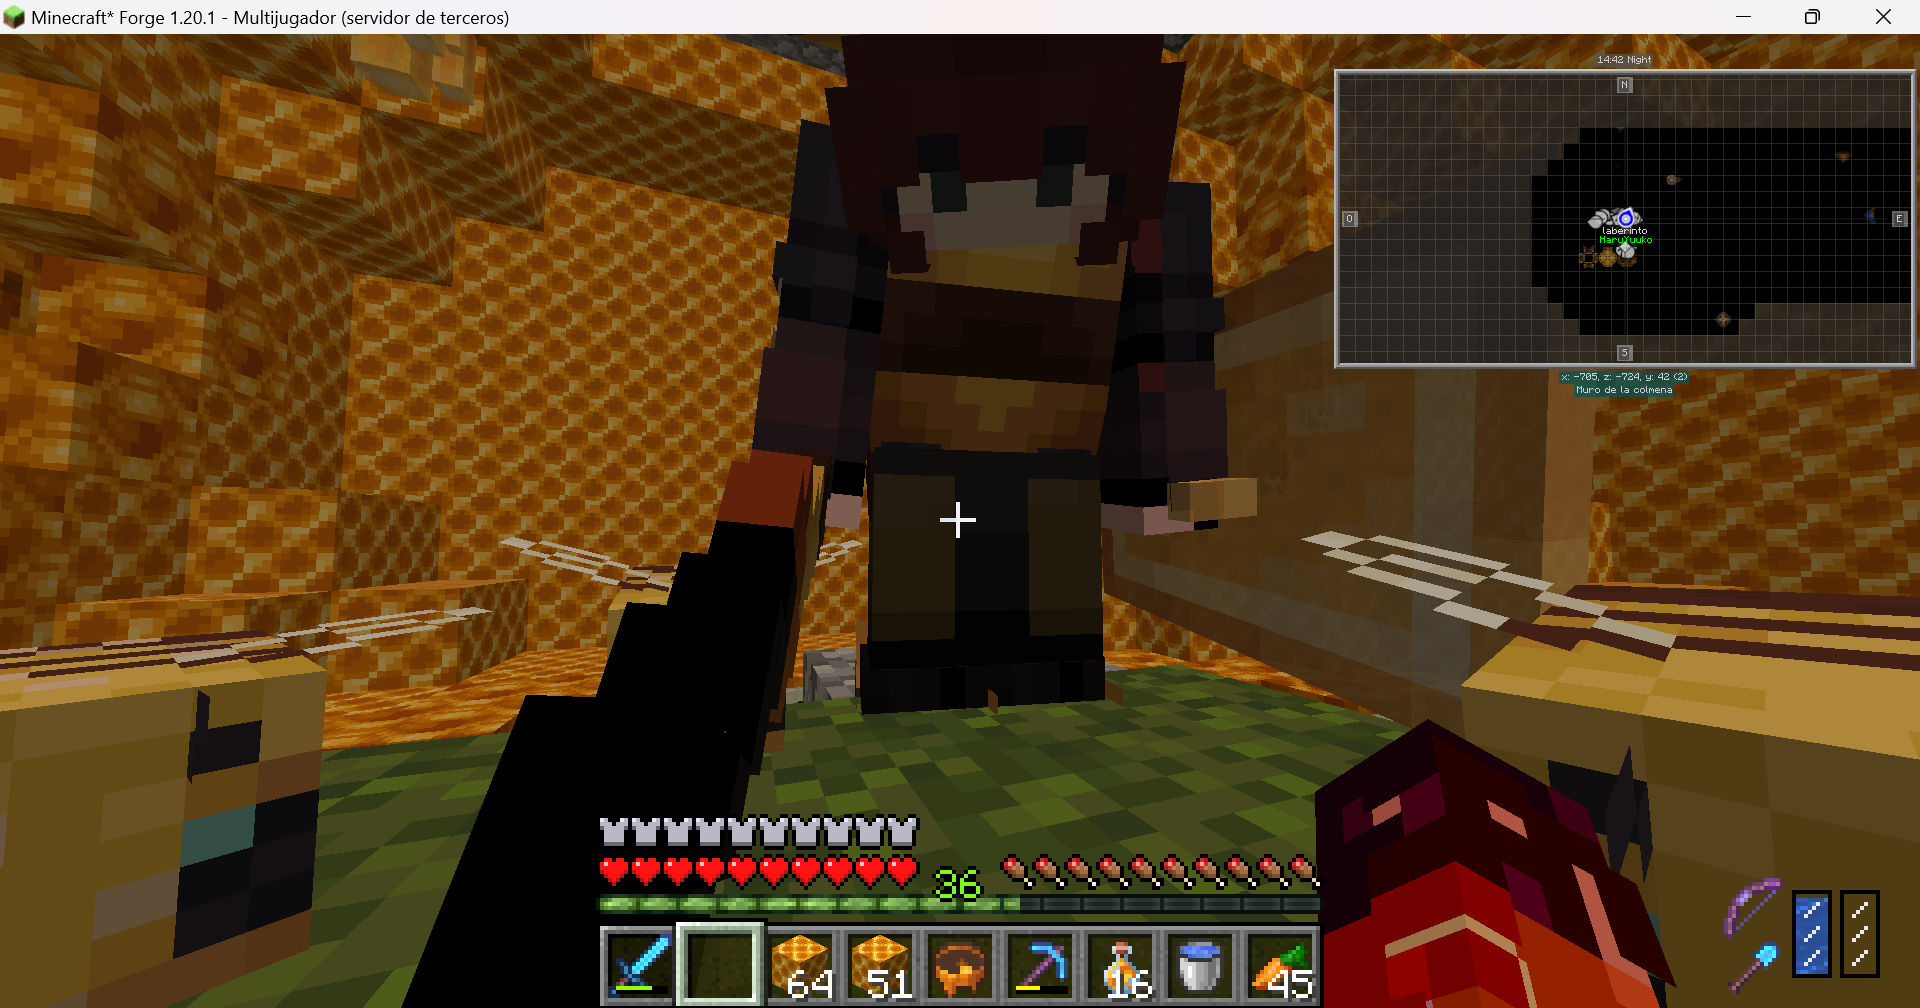 Minecraft* Forge 1.20.1 - Multijugador (servidor de terceros)
14:42 Night
N
O
E
laberinto
HaruYuuko
S
x: -705, z: -724, y: 42 (2)
Muro de la colmena
36
64
51
16
45